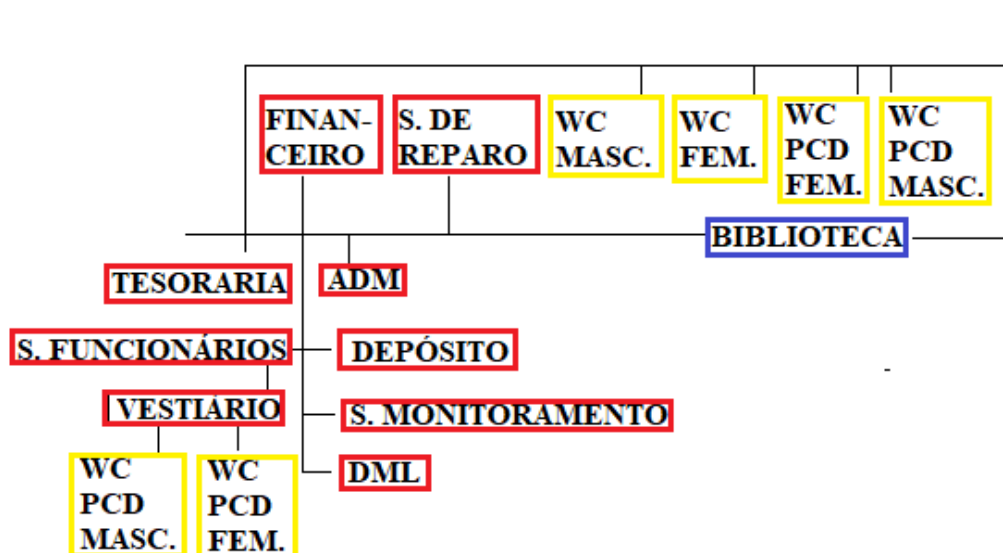 FINAN-
CEIRO
S. DE
REPARO
WC
MASC.
WC
FEM.
WC
PCD
FEM.
WC
PCD
MASC.
BIBLIOTECA
TESORARIA
ADM
S. FUNCIONÁRIOS
DEPÓSITO
VESTIÁRIO
S. MONITORAMENTO
WC
PCD
MASC.
WC
PCD
FEM.
DML